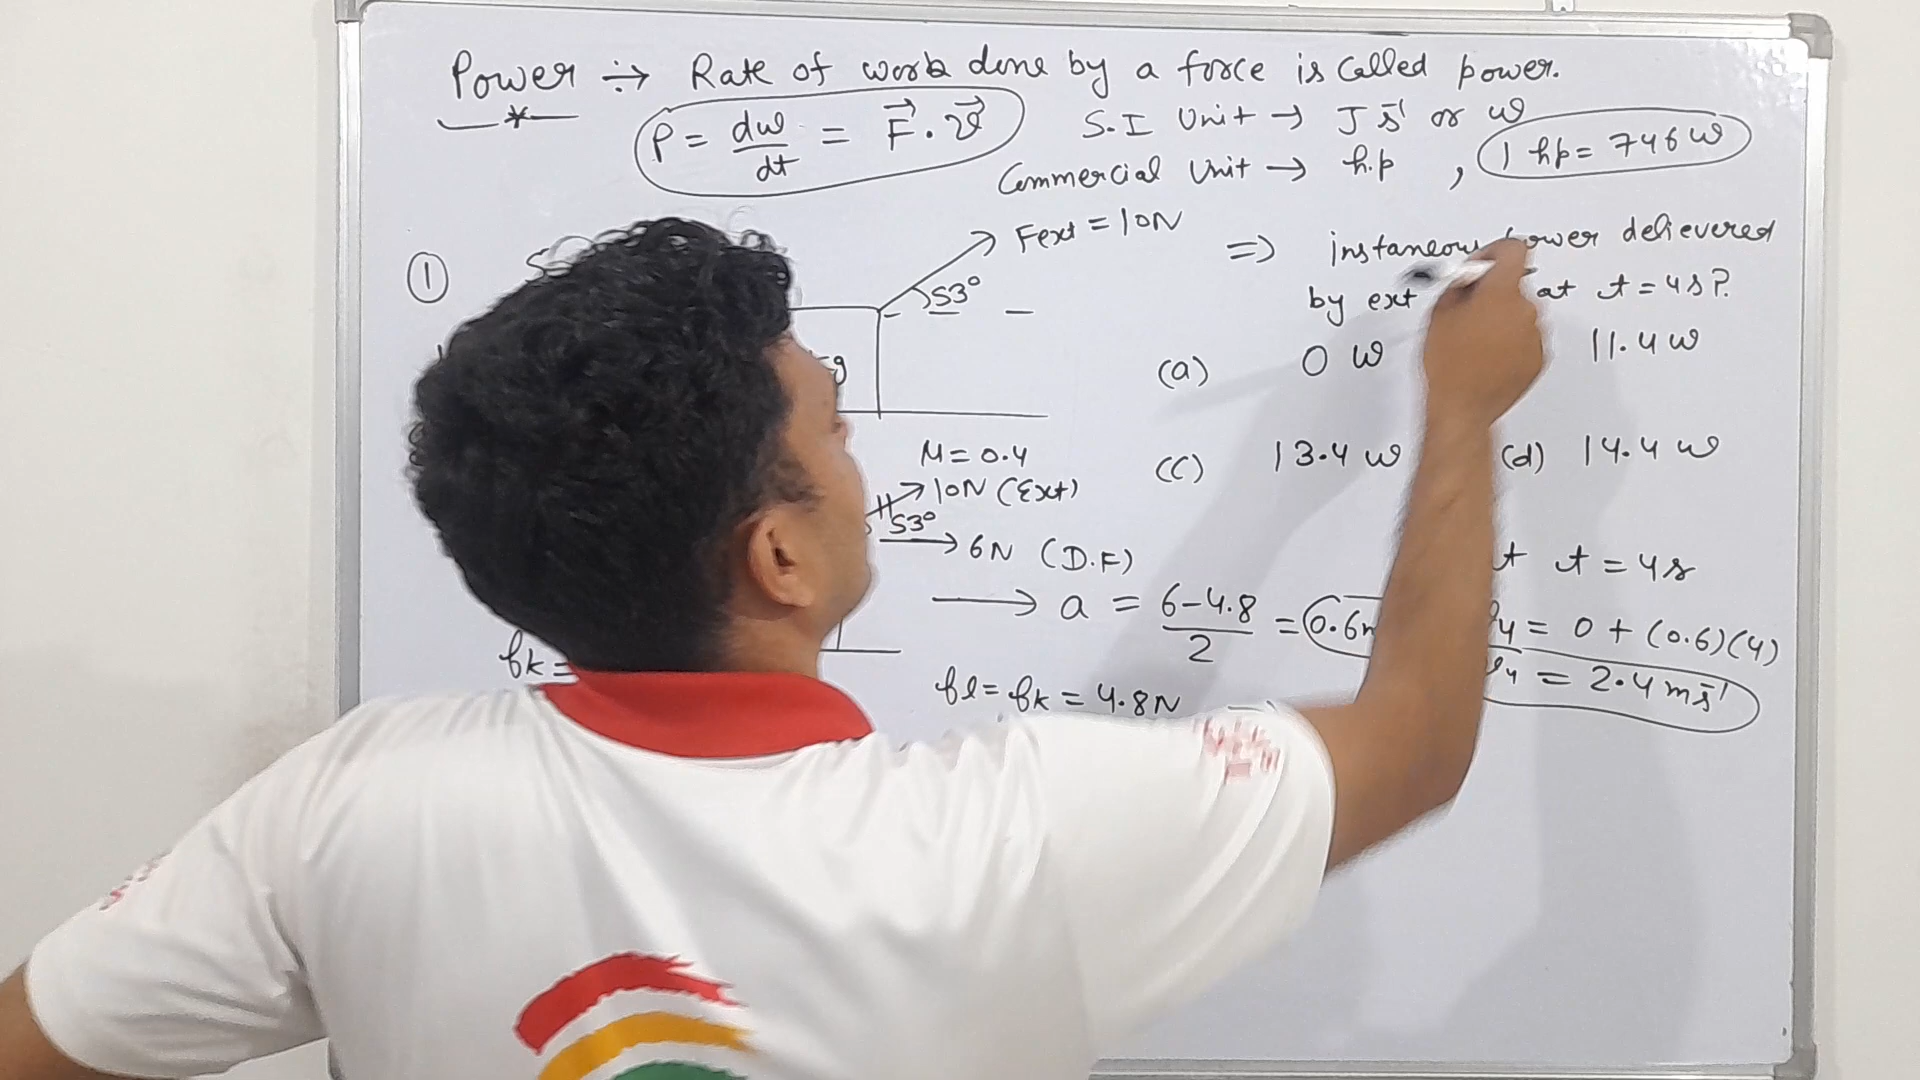 Power ÷→ Rate of work done by a force is called power.
P = dw/dt = F⃗ . v⃗
S.I Unit → J s⁻¹ or W
Commercial Unit → h.p , 1 hp = 746 W
① Fext = 10N
53°
⇒ instaneous power delievered
by ext at t = 4s?
(a) 0 W 11.4 W
(c) 13.4 W (d) 14.4 W
M = 0.4
10N (Ext)
53°
6N (D.F)
t = 4s
→ a = 6-4.8/2 = 0.6m
4 = 0 + (0.6)(4)
4 = 2.4 ms⁻¹
fk =
fl = fk = 4.8N